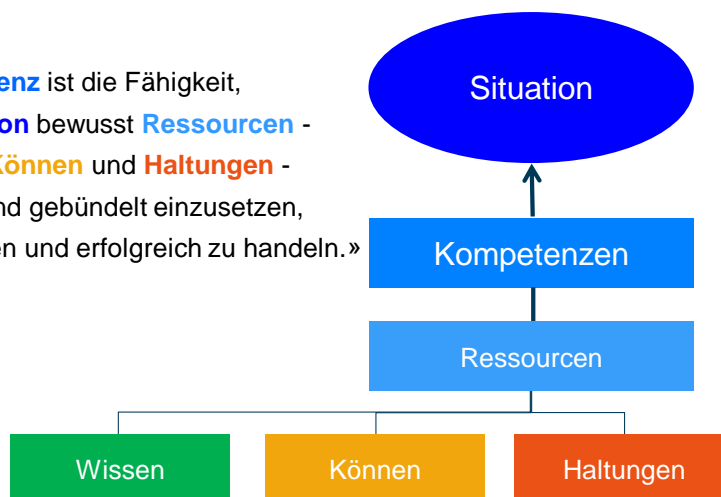 enz ist die Fähigkeit,
on bewusst Ressourcen -
Können und Haltungen -
nd gebündelt einzusetzen,
en und erfolgreich zu handeln.»
Situation
Kompetenzen
Ressourcen
Wissen
Können
Haltungen